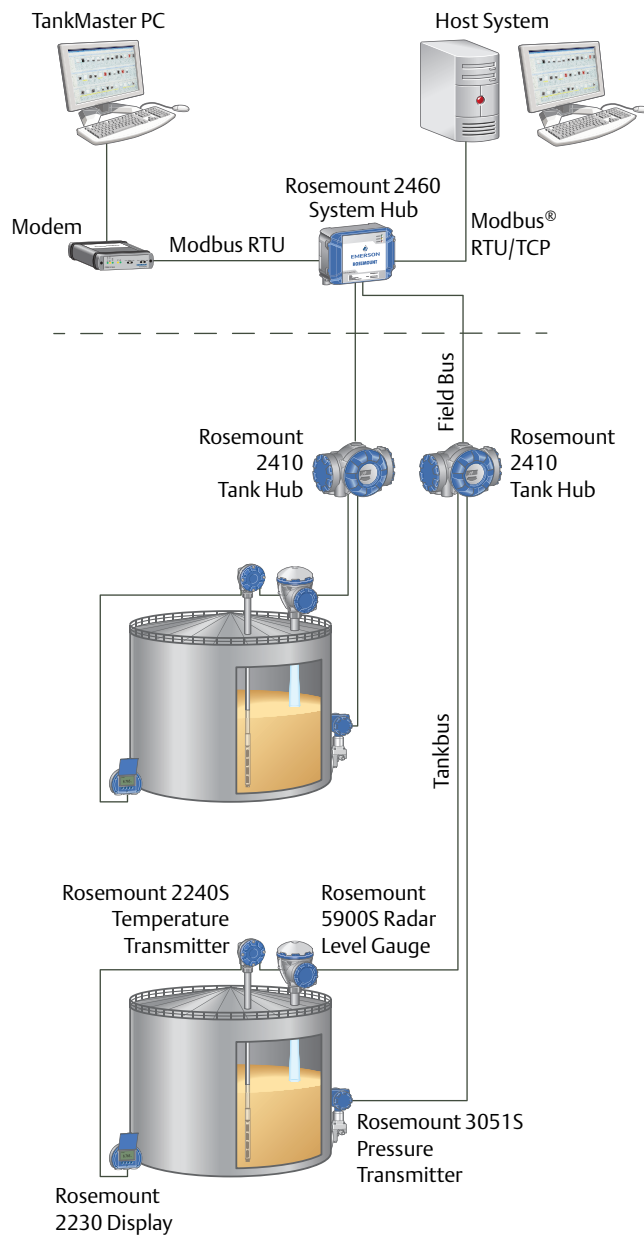 TankMaster PC
Host System
Rosemount 2460
System Hub
Modem
Modbus RTU
Modbus®
RTU/TCP
EMERSON
ROSEMOUNT
Field Bus
Rosemount
2410
Tank Hub
Rosemount
2410
Tank Hub
Tankbus
Rosemount 2240S
Temperature
Transmitter
Rosemount
5900S Radar
Level Gauge
Rosemount 3051S
Pressure
Transmitter
Rosemount
2230 Display